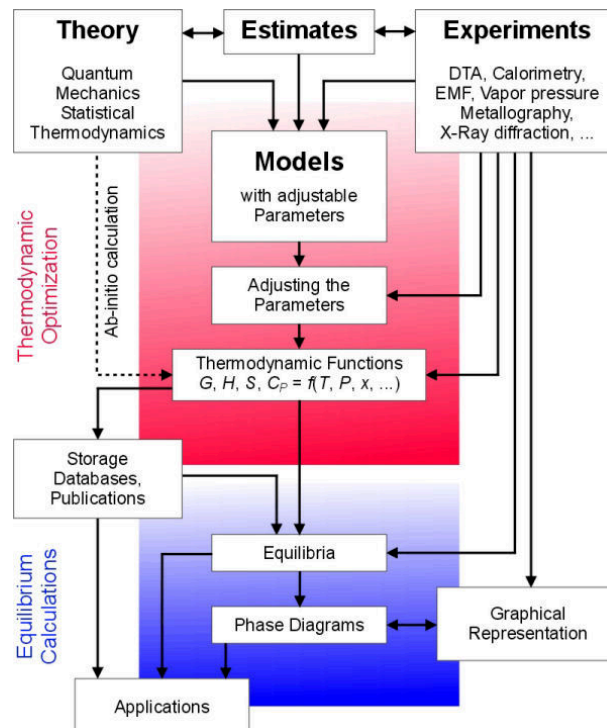 Theory
Quantum
Mechanics
Statistical
Thermodynamics
Estimates
Experiments
DTA, Calorimetry,
EMF, Vapor pressure
Metallography,
X-Ray diffraction, ...
Models
with adjustable
Parameters
Thermodynamic
Optimization
Ab-initio calculation
Adjusting the
Parameters
Thermodynamic Functions
G, H, S, C_P = f(T, P, x, ...)
Storage
Databases,
Publications
Equilibrium
Calculations
Equilibria
Phase Diagrams
Graphical
Representation
Applications